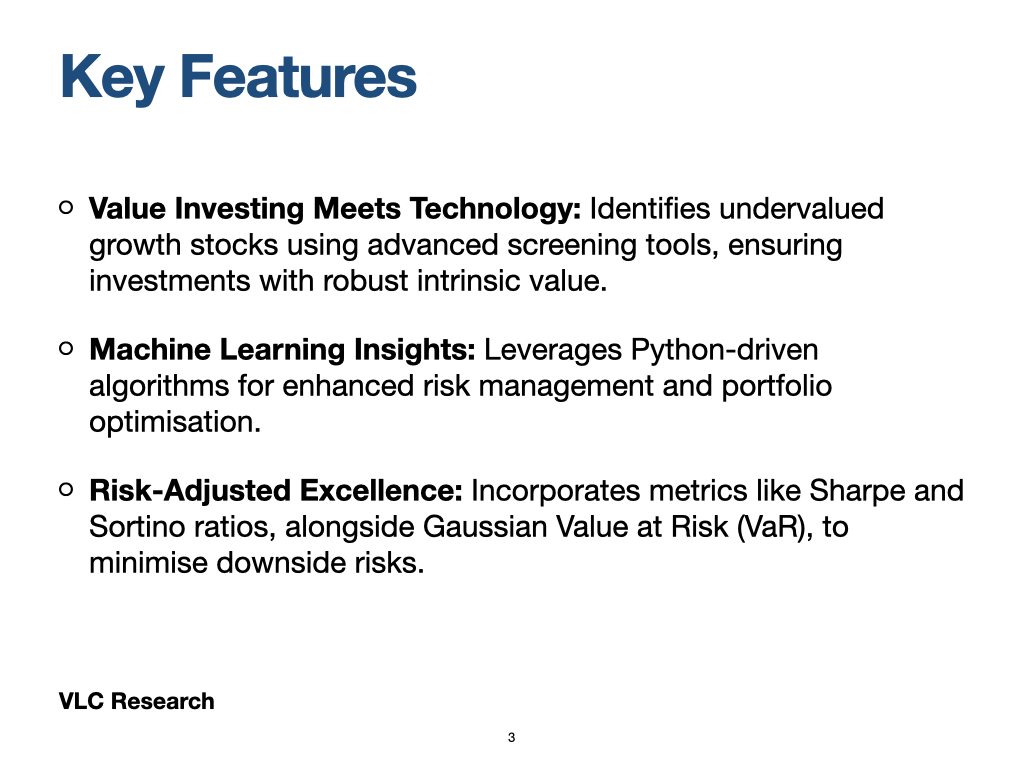 Key Features
Value Investing Meets Technology: Identifies undervalued
growth stocks using advanced screening tools, ensuring
investments with robust intrinsic value.
Machine Learning Insights: Leverages Python-driven
algorithms for enhanced risk management and portfolio
optimisation.
Risk-Adjusted Excellence: Incorporates metrics like Sharpe and
Sortino ratios, alongside Gaussian Value at Risk (VaR), to
minimise downside risks.
VLC Research
3